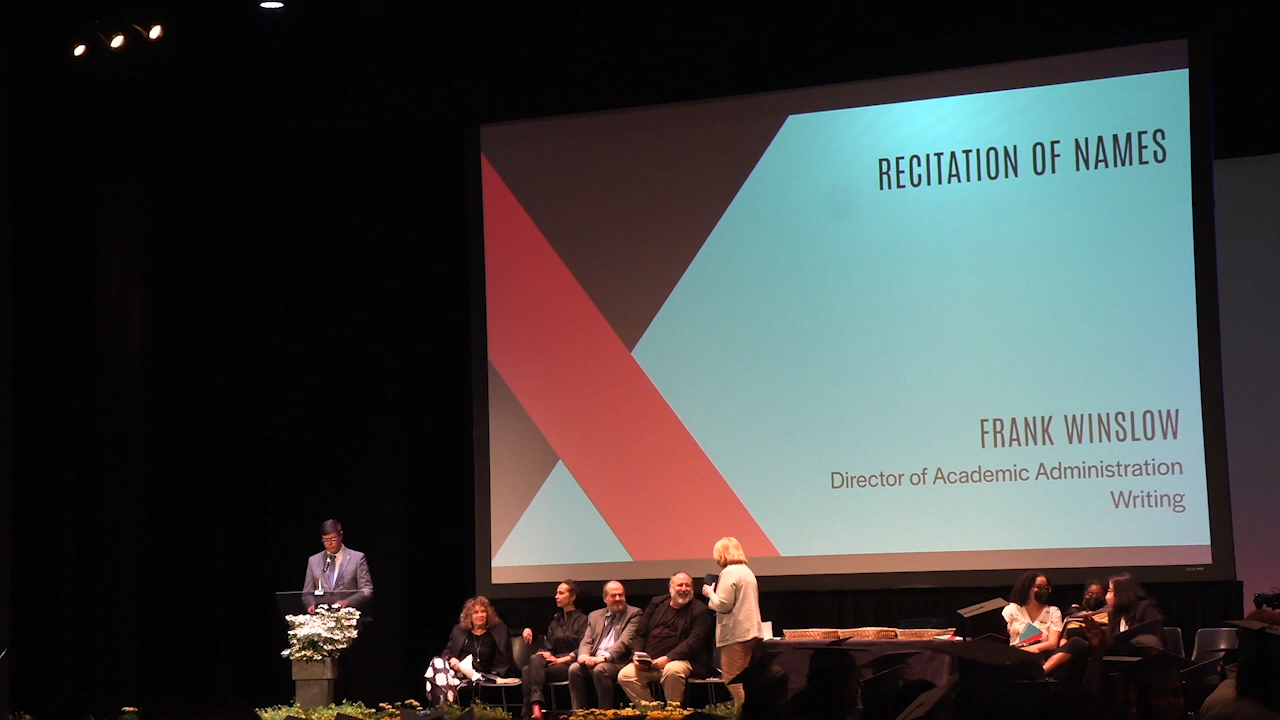 RECITATION OF NAMES
FRANK WINSLOW
Director of Academic Administration
Writing